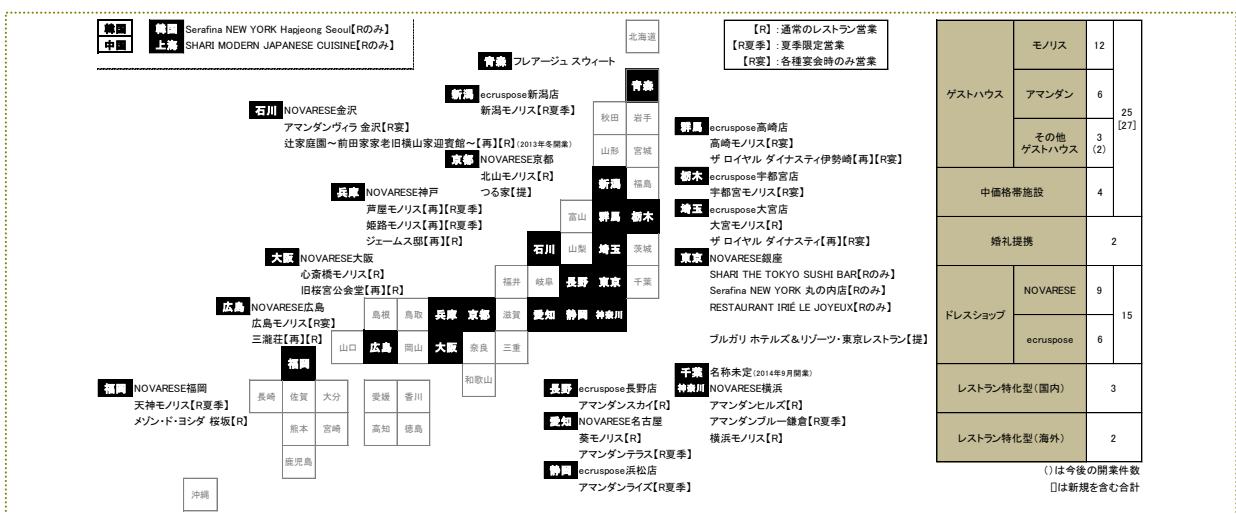 韓国 韓国 Serafina NEW YORK Hapjeong Seoul【Rのみ】
中国 上海 SHARI MODERN JAPANESE CUISINE【Rのみ】
【R】:通常のレストラン営業
【R夏季】:夏季限定営業
【R宴】:各種宴会時のみ営業
青森 フレアージュ スウィート
新潟 ecruspose新潟店
新潟モノリス【R夏季】
石川 NOVARESE金沢
アマンダンヴィラ 金沢【R宴】
辻家庭園~前田家家老旧横山家迎賓館~【再】【R】(2013年冬開業)
京都 NOVARESE京都
北山モノリス【R】
つる家【提】
兵庫 NOVARESE神戸
芦屋モノリス【再】【R夏季】
姫路モノリス【再】【R夏季】
ジェームス邸【再】【R】
大阪 NOVARESE大阪
心斎橋モノリス【R】
旧桜宮公会堂【再】【R】
広島 NOVARESE広島
広島モノリス【R宴】
三瀧荘【再】【R】
福岡 NOVARESE福岡
天神モノリス【R夏季】
メゾン・ド・ヨシダ 桜坂【R】
北海道
青森
秋田 岩手
山形 宮城
新潟 福島
富山 群馬 栃木
石川 山梨 埼玉 茨城
福井 岐阜 長野 東京 千葉
島根 鳥取 兵庫 京都 滋賀 愛知 静岡 神奈川
山口 広島 岡山 大阪 奈良 三重
福岡
和歌山
長崎 佐賀 大分 愛媛 香川
熊本 宮崎 高知 徳島
鹿児島
沖縄
群馬 ecruspose高崎店
高崎モノリス【R宴】
ザ ロイヤル ダイナスティ伊勢崎【再】【R宴】
栃木 ecruspose宇都宮店
宇都宮モノリス【R宴】
埼玉 ecruspose大宮店
大宮モノリス【R】
ザ ロイヤル ダイナスティ【再】【R宴】
東京 NOVARESE銀座
SHARI THE TOKYO SUSHI BAR【Rのみ】
Serafina NEW YORK 丸の内店【Rのみ】
RESTAURANT IRIÉ LE JOYEUX【Rのみ】
ブルガリ ホテルズ&リゾーツ・東京レストラン【提】
千葉 名称未定(2014年9月開業)
神奈川 NOVARESE横浜
アマンダンヒルズ【R】
アマンダンブルー鎌倉【R夏季】
横浜モノリス【R】
長野 ecruspose長野店
アマンダンスカイ【R】
愛知 NOVARESE名古屋
葵モノリス【R】
アマンダンテラス【R夏季】
静岡 ecruspose浜松店
アマンダンライズ【R夏季】
ゲストハウス モノリス 12 25
[27]
アマンダン 6
その他
ゲストハウス 3
(2)
中価格帯施設 4
婚礼提携 2
ドレスショップ NOVARESE 9 15
ecruspose 6
レストラン特化型(国内) 3
レストラン特化型(海外) 2
()は今後の開業件数
[]は新規を含む合計